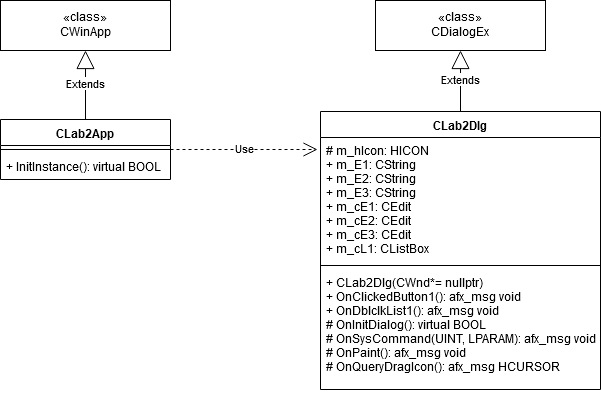 «class»
CWinApp
«class»
CDialogEx
Extends
Extends
CLab2App
+ InitInstance(): virtual BOOL
Use
CLab2Dlg
# m_hIcon: HICON
+ m_E1: CString
+ m_E2: CString
+ m_E3: CString
+ m_cE1: CEdit
+ m_cE2: CEdit
+ m_cE3: CEdit
+ m_cL1: CListBox
+ CLab2Dlg(CWnd*= nullptr)
+ OnClickedButton1(): afx_msg void
+ OnDblclkList1(): afx_msg void
# OnInitDialog(): virtual BOOL
# OnSysCommand(UINT, LPARAM): afx_msg void
# OnPaint(): afx_msg void
# OnQueryDragIcon(): afx_msg HCURSOR